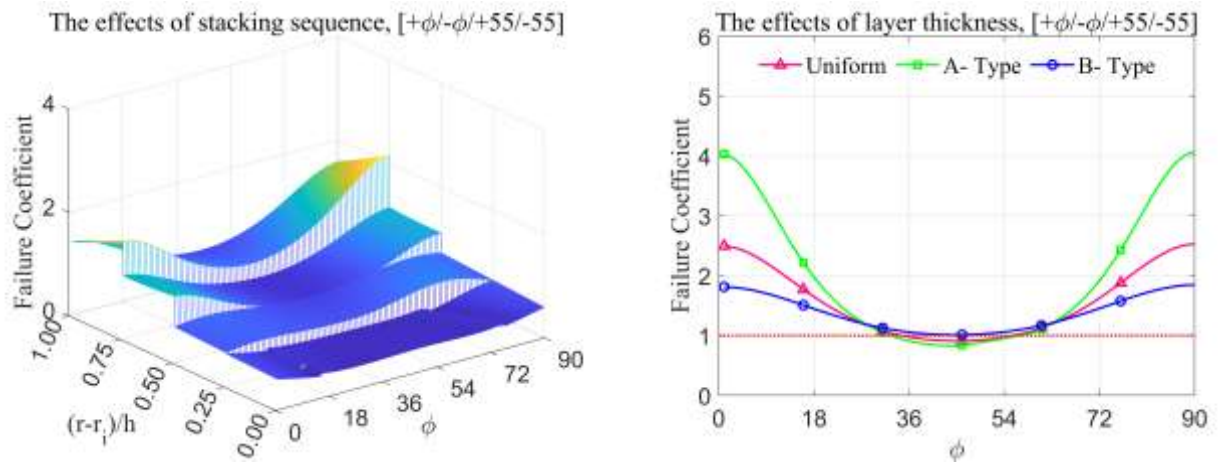 The effects of stacking sequence, [+ϕ/-ϕ/+55/-55]
4
2
0
Failure Coefficient
1.00
0.75
0.50
0.25
0.00
(r-r_i)/h
0
18
36
54
72
90
ϕ
The effects of layer thickness, [+ϕ/-ϕ/+55/-55]
Uniform A- Type B- Type
6
5
4
3
2
1
0
Failure Coefficient
0 18 36 54 72 90
ϕ